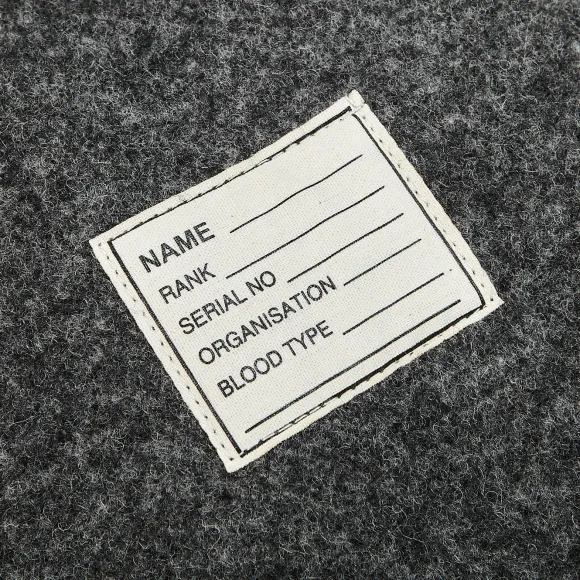 NAME
RANK
SERIAL NO
ORGANISATION
BLOOD TYPE